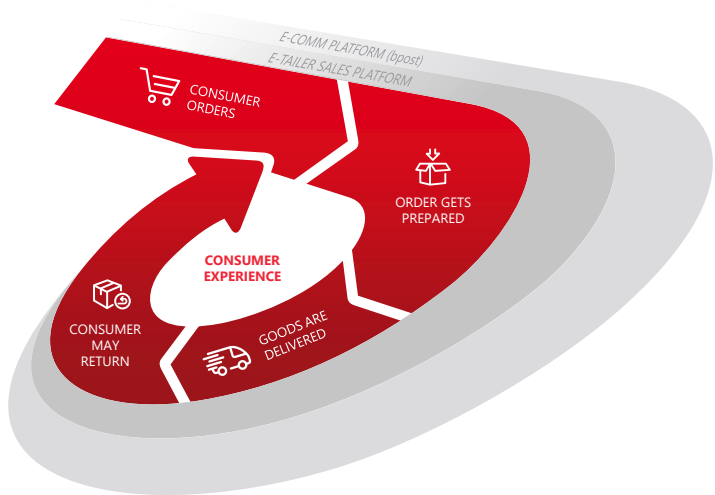 E-COMM PLATFORM (bpost)
E-TAILER SALES PLATFORM
CONSUMER
ORDERS
ORDER GETS
PREPARED
CONSUMER
EXPERIENCE
GOODS ARE
DELIVERED
CONSUMER
MAY
RETURN